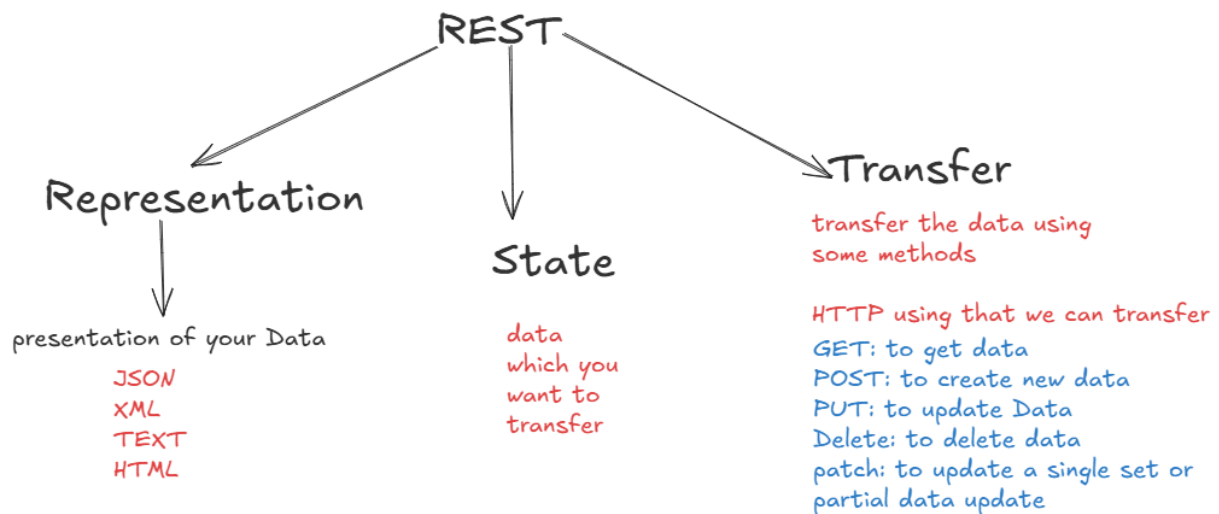 REST
Representation
presentation of your Data
JSON
XML
TEXT
HTML
State
data
which you
want to
transfer
Transfer
transfer the data using
some methods
HTTP using that we can transfer
GET: to get data
POST: to create new data
PUT: to update Data
Delete: to delete data
patch: to update a single set or
partial data update